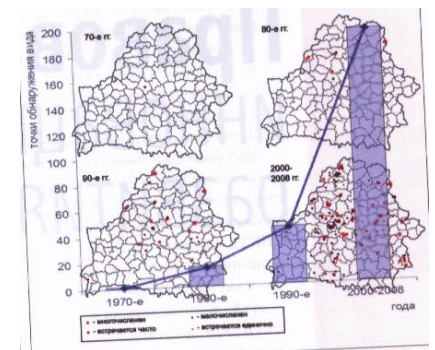 точки обнаружения вида
200
180
160
140
120
100
80
60
40
20
0
70-е гг.
80-е гг.
90-е гг.
2000-
2008 гг.
1970-е
1980-е
1990-е
2000-2008
года
- многочисленен
- встречается часто
- малочисленен
- встречается единично